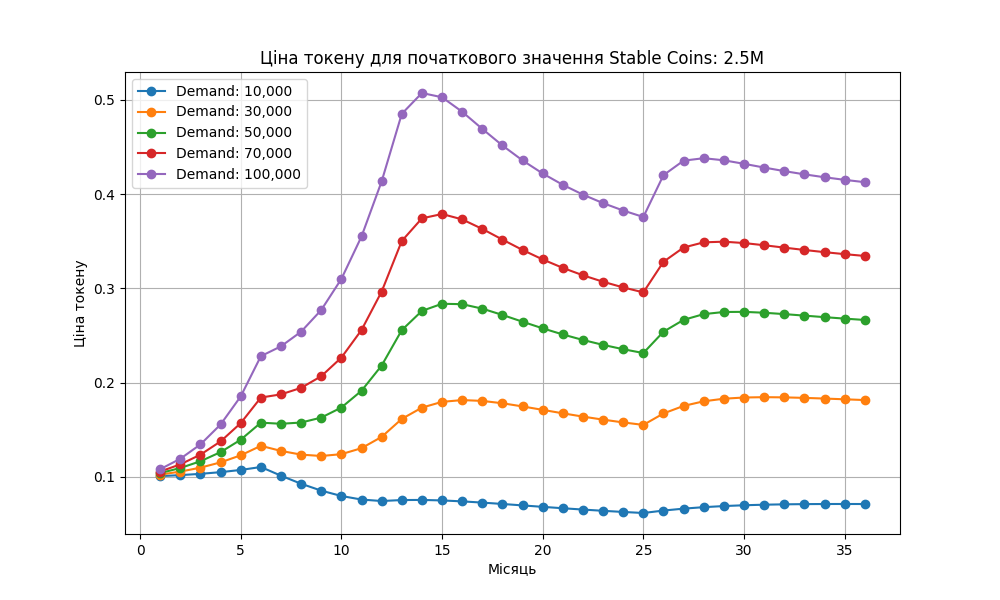 Ціна токену для початкового значення Stable Coins: 2.5M
Demand: 10,000
Demand: 30,000
Demand: 50,000
Demand: 70,000
Demand: 100,000
Ціна токену
0.5
0.4
0.3
0.2
0.1
0 5 10 15 20 25 30 35
Місяць